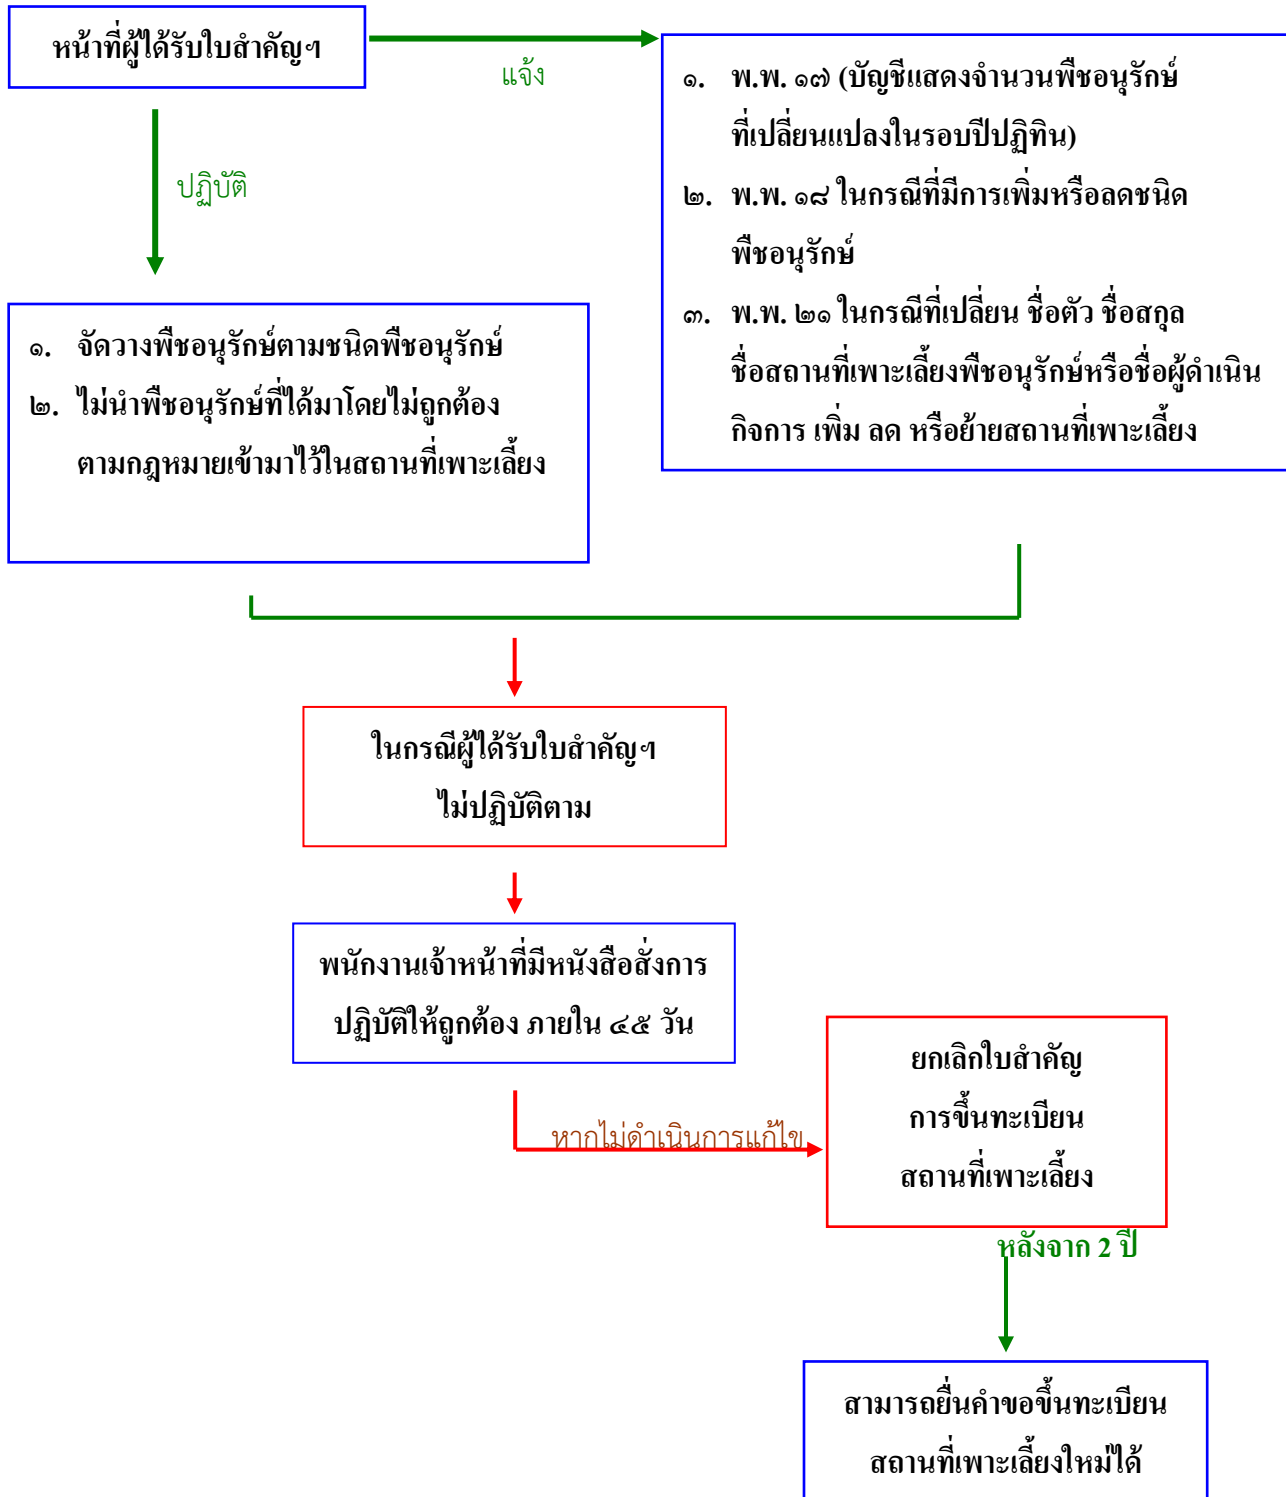 หน้าที่ผู้ได้รับใบสำคัญฯ
แจ้ง
๑. พ.พ. ๑๗ (บัญชีแสดงจำนวนพืชอนุรักษ์
ที่เปลี่ยนแปลงในรอบปีปฏิทิน)
๒. พ.พ. ๑๘ ในกรณีที่มีการเพิ่มหรือลดชนิด
พืชอนุรักษ์
๓. พ.พ. ๒๑ ในกรณีที่เปลี่ยน ชื่อตัว ชื่อสกุล
ชื่อสถานที่เพาะเลี้ยงพืชอนุรักษ์หรือชื่อผู้ดำเนิน
กิจการ เพิ่ม ลด หรือย้ายสถานที่เพาะเลี้ยง
ปฏิบัติ
๑. จัดวางพืชอนุรักษ์ตามชนิดพืชอนุรักษ์
๒. ไม่นำพืชอนุรักษ์ที่ได้มาโดยไม่ถูกต้อง
ตามกฎหมายเข้ามาไว้ในสถานที่เพาะเลี้ยง
ในกรณีผู้ได้รับใบสำคัญฯ
ไม่ปฏิบัติตาม
พนักงานเจ้าหน้าที่มีหนังสือสั่งการ
ปฏิบัติให้ถูกต้อง ภายใน ๔๕ วัน
หากไม่ดำเนินการแก้ไข
ยกเลิกใบสำคัญ
การขึ้นทะเบียน
สถานที่เพาะเลี้ยง
หลังจาก 2 ปี
สามารถยื่นคำขอขึ้นทะเบียน
สถานที่เพาะเลี้ยงใหม่ได้